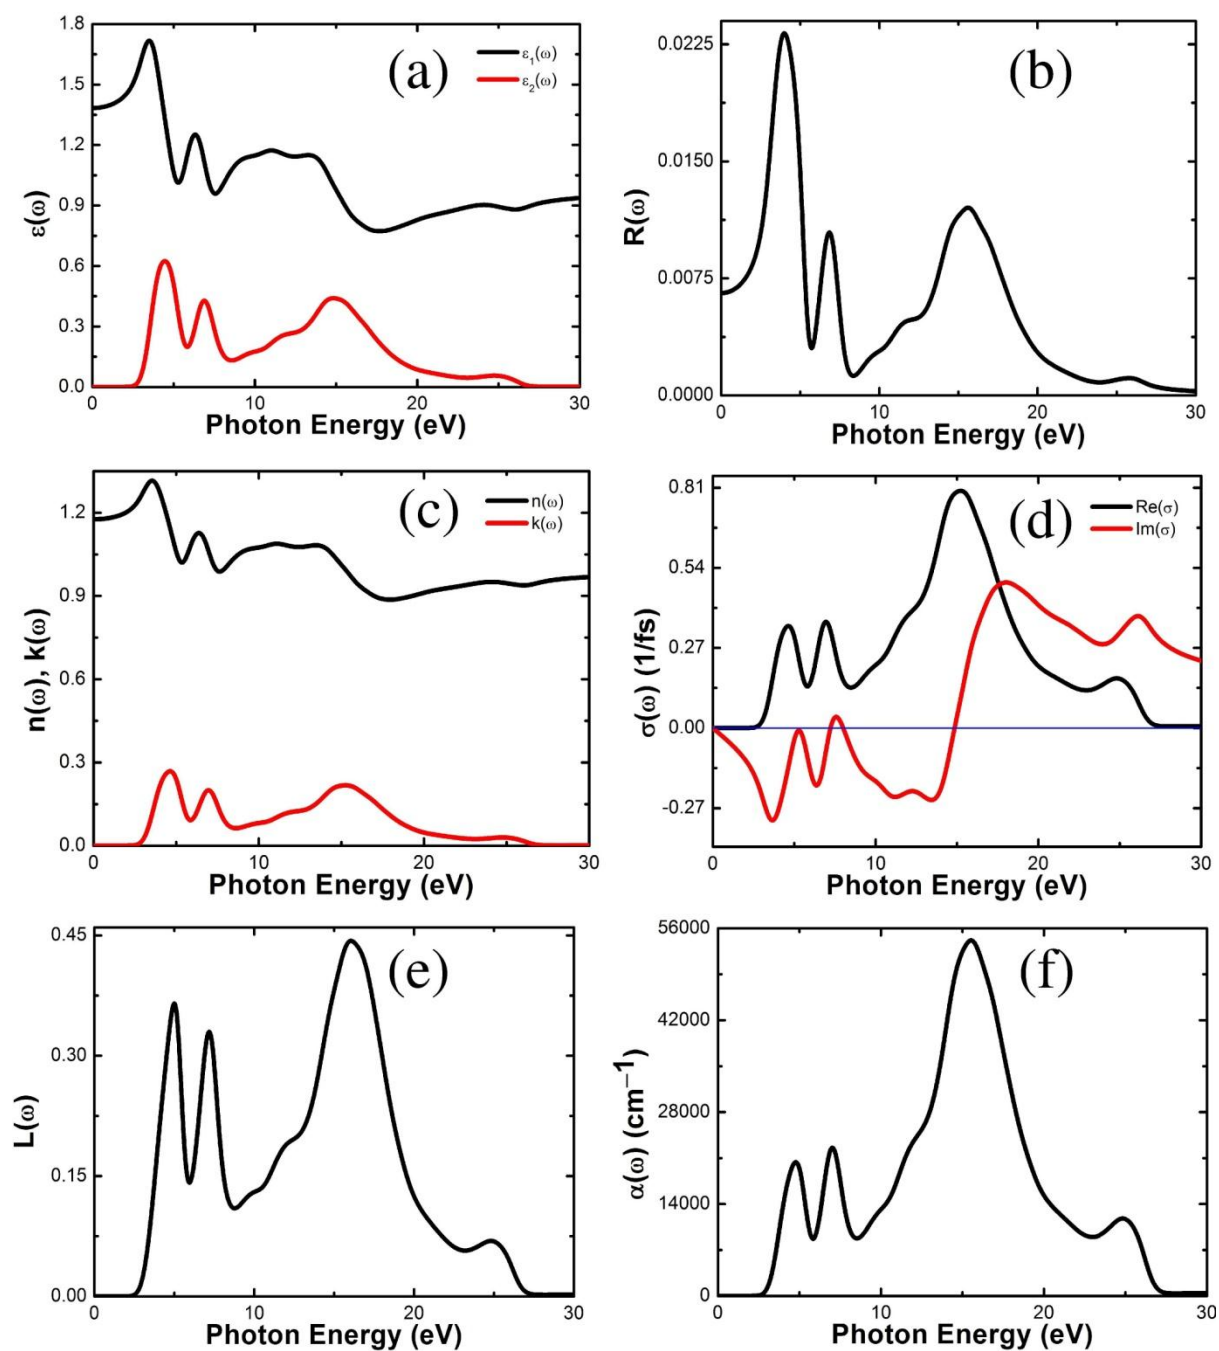 1.8
1.5
1.2
0.9
0.6
0.3
0.0
ε(ω)
(a)
ε₁(ω)
ε₂(ω)
0 10 20 30
Photon Energy (eV)
0.0225
0.0150
0.0075
0.0000
R(ω)
(b)
0 10 20 30
Photon Energy (eV)
1.2
0.9
0.6
0.3
0.0
n(ω), k(ω)
(c)
n(ω)
k(ω)
0 10 20 30
Photon Energy (eV)
0.81
0.54
0.27
0.00
-0.27
σ(ω) (1/fs)
(d)
Re(σ)
Im(σ)
0 10 20 30
Photon Energy (eV)
0.45
0.30
0.15
0.00
L(ω)
(e)
0 10 20 30
Photon Energy (eV)
56000
42000
28000
14000
0
α(ω) (cm⁻¹)
(f)
0 10 20 30
Photon Energy (eV)